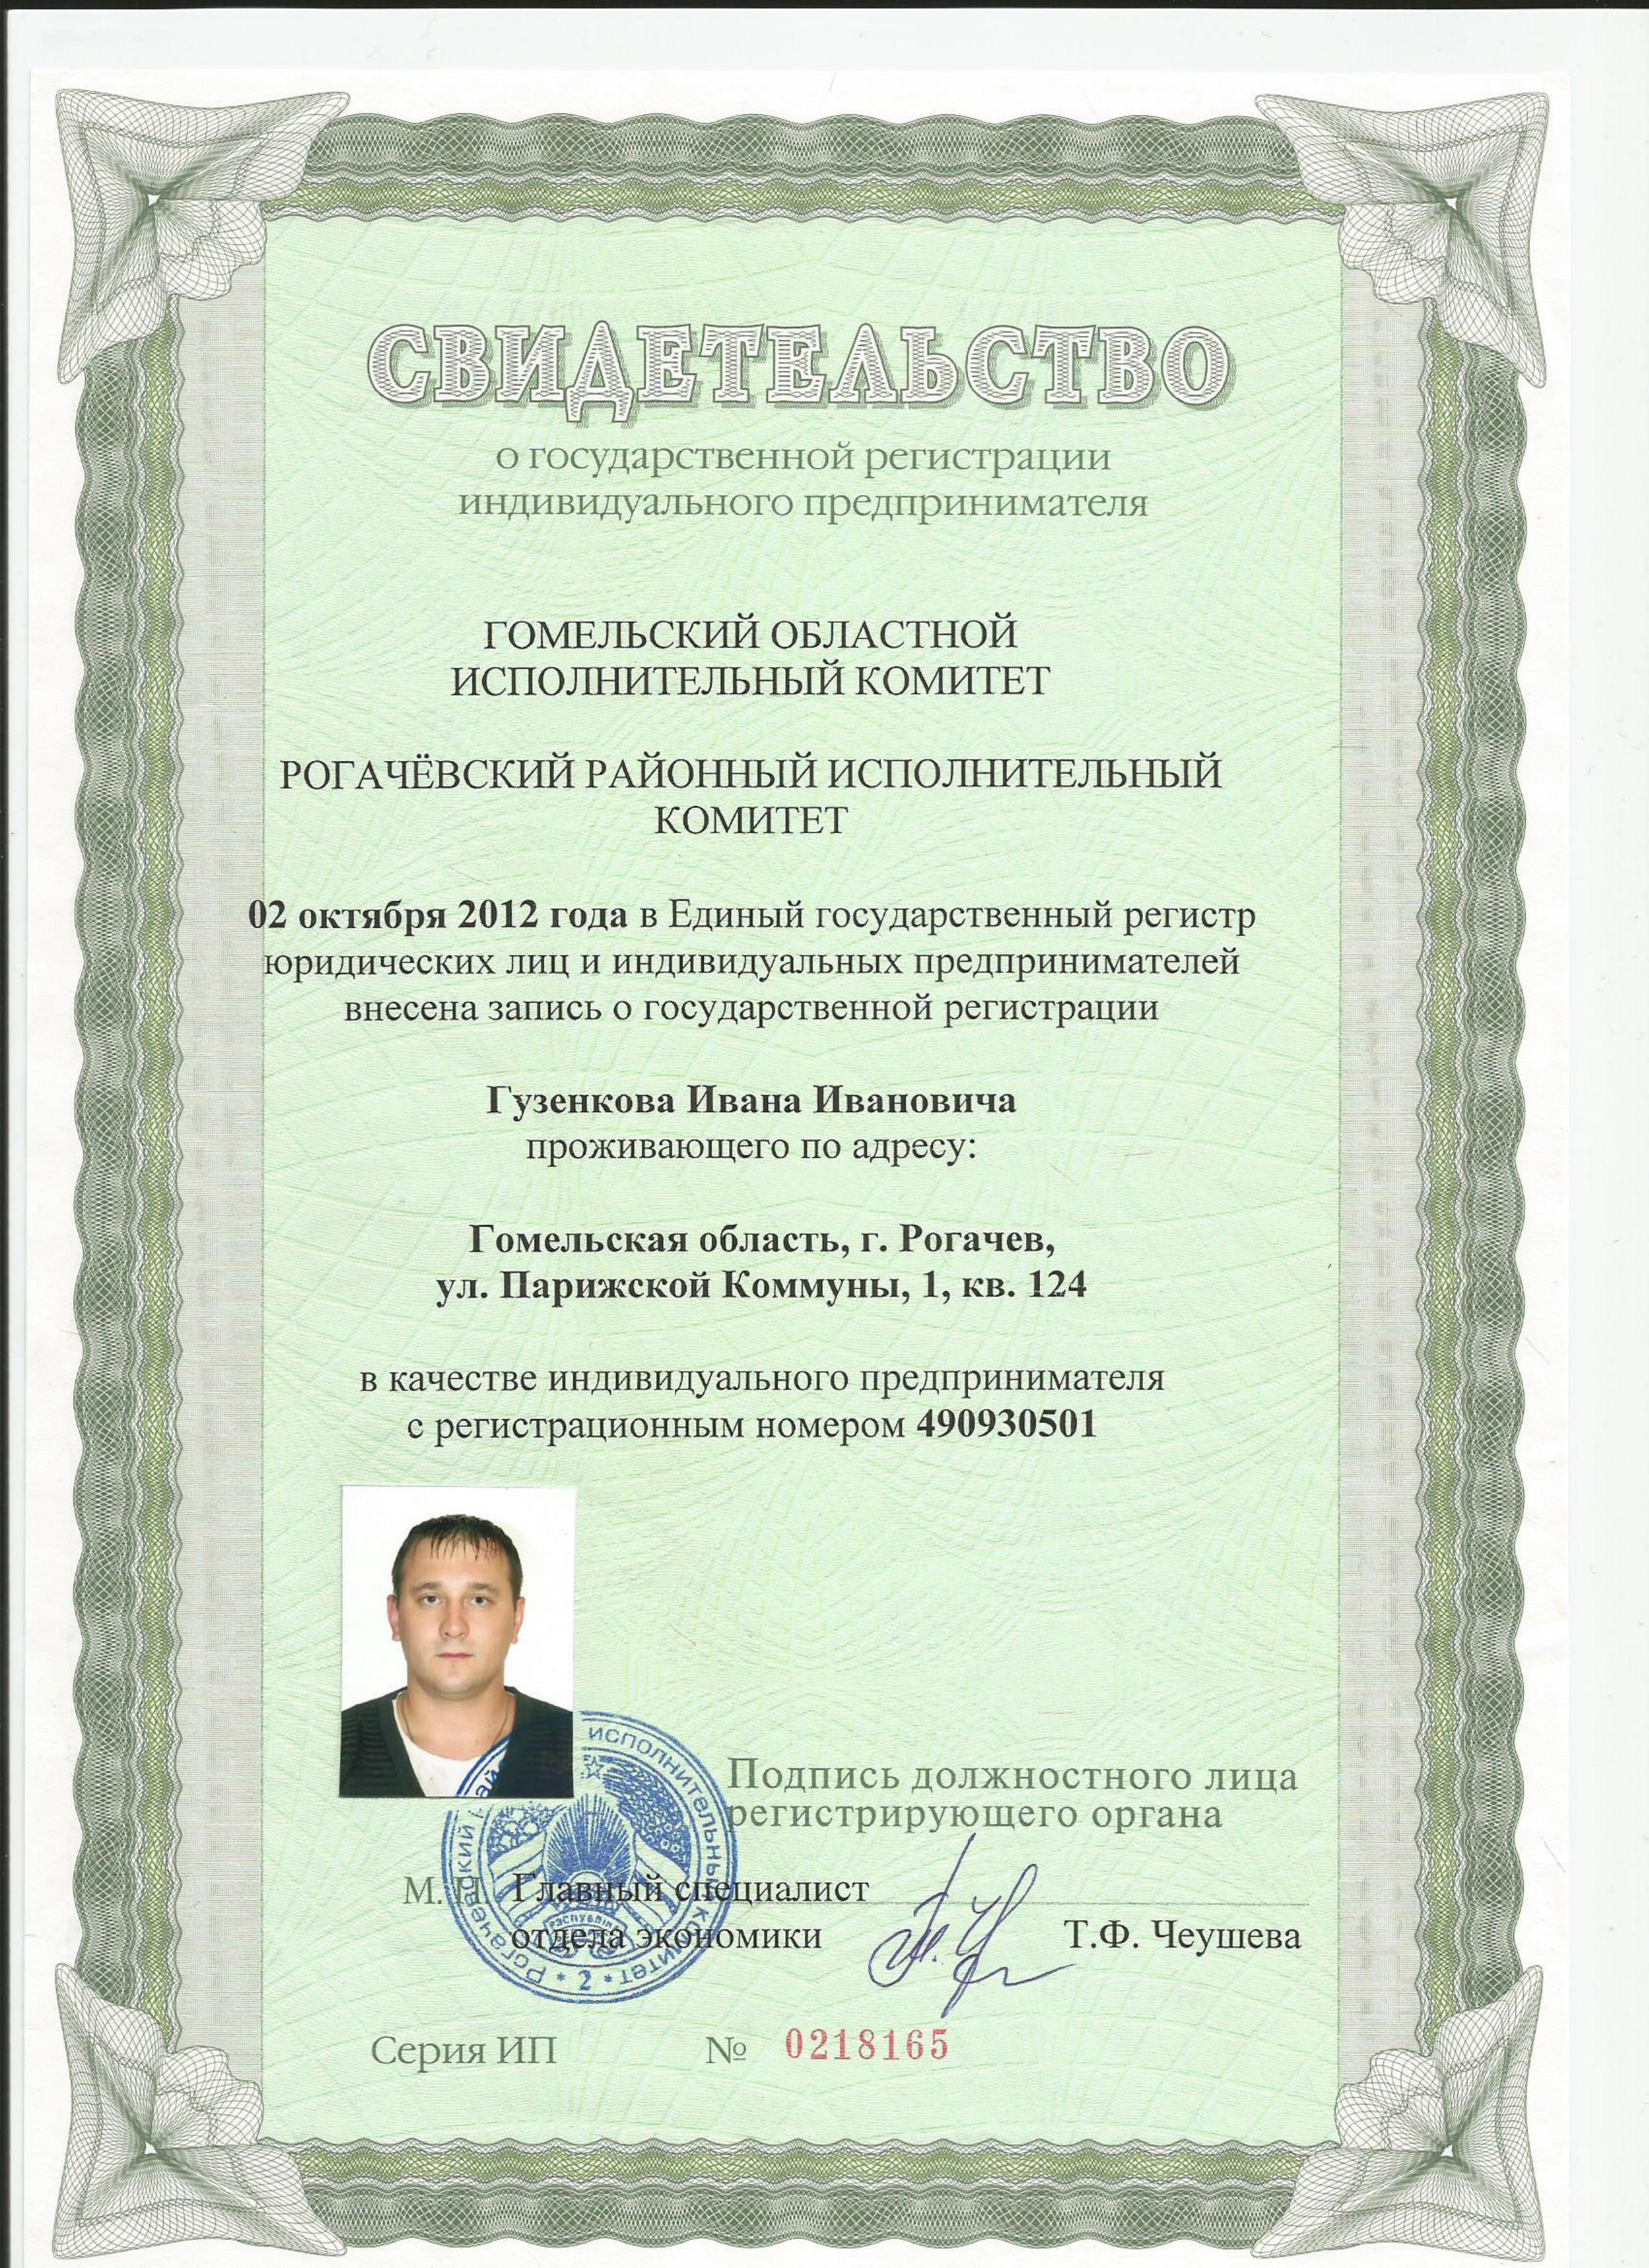 СВИДЕТЕЛЬСТВО
о государственной регистрации
индивидуального предпринимателя
ГОМЕЛЬСКИЙ ОБЛАСТНОЙ
ИСПОЛНИТЕЛЬНЫЙ КОМИТЕТ
РОГАЧЁВСКИЙ РАЙОННЫЙ ИСПОЛНИТЕЛЬНЫЙ
КОМИТЕТ
02 октября 2012 года в Единый государственный регистр
юридических лиц и индивидуальных предпринимателей
внесена запись о государственной регистрации
Гузенкова Ивана Ивановича
проживающего по адресу:
Гомельская область, г. Рогачев,
ул. Парижской Коммуны, 1, кв. 124
в качестве индивидуального предпринимателя
с регистрационным номером 490930501
Подпись должностного лица
регистрирующего органа
М.П. Главный специалист
отдела экономики Т.Ф. Чеушева
Рогачевский исполнительный комитет * 2 *
Серия ИП № 0218165